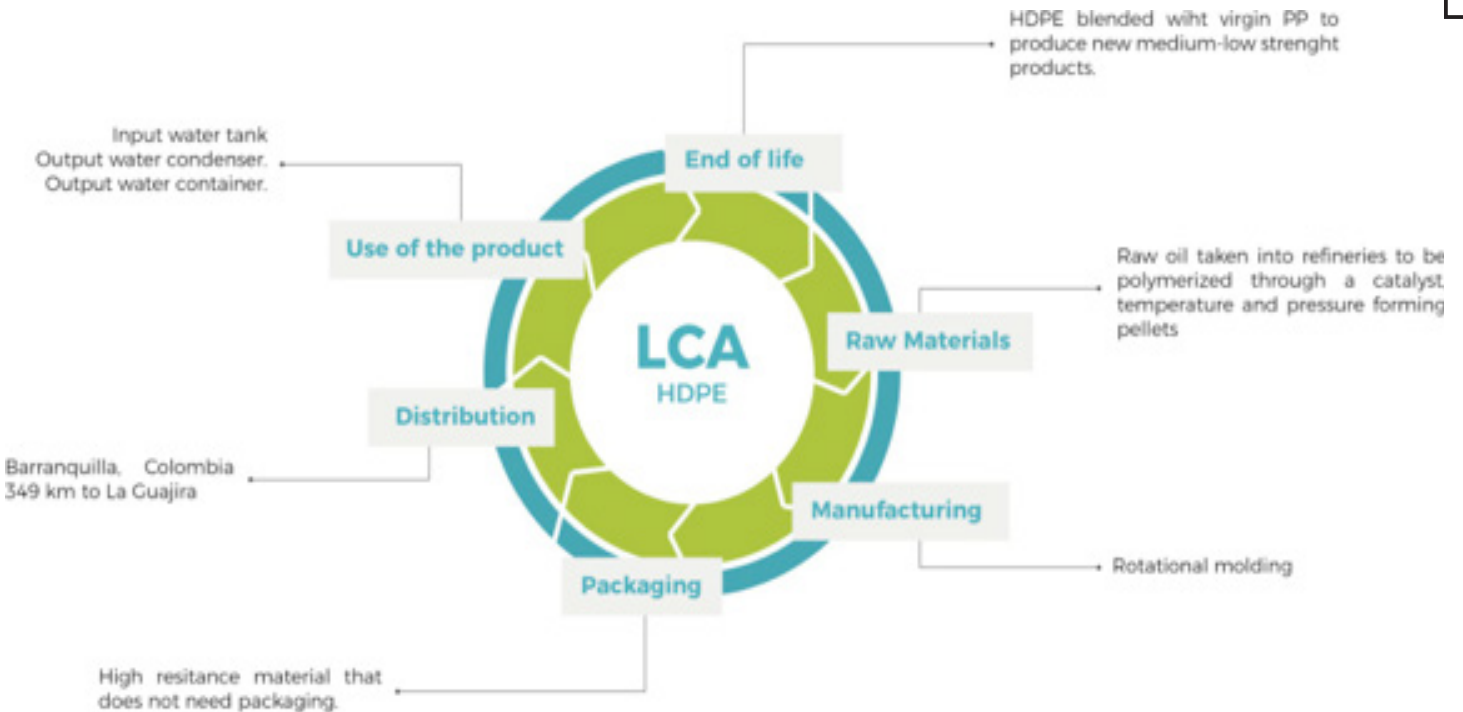 HDPE blended wiht virgin PP to
produce new medium-low strenght
products.
End of life
Input water tank
Output water condenser.
Output water container.
Use of the product
Raw oil taken into refineries to be
polymerized through a catalyst,
temperature and pressure forming
pellets
Raw Materials
LCA
HDPE
Distribution
Barranquilla, Colombia
349 km to La Guajira
Manufacturing
Rotational molding
Packaging
High resitance material that
does not need packaging.